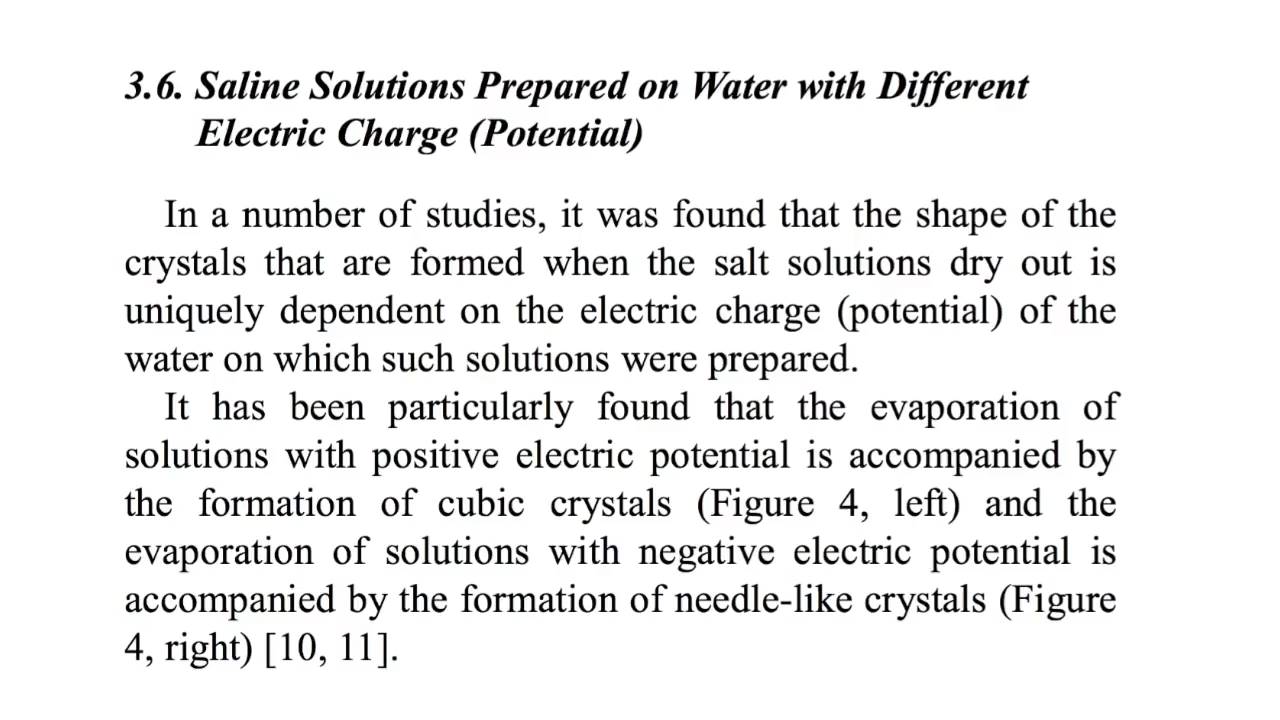 3.6. Saline Solutions Prepared on Water with Different
Electric Charge (Potential)
In a number of studies, it was found that the shape of the
crystals that are formed when the salt solutions dry out is
uniquely dependent on the electric charge (potential) of the
water on which such solutions were prepared.
It has been particularly found that the evaporation of
solutions with positive electric potential is accompanied by
the formation of cubic crystals (Figure 4, left) and the
evaporation of solutions with negative electric potential is
accompanied by the formation of needle-like crystals (Figure
4, right) [10, 11].